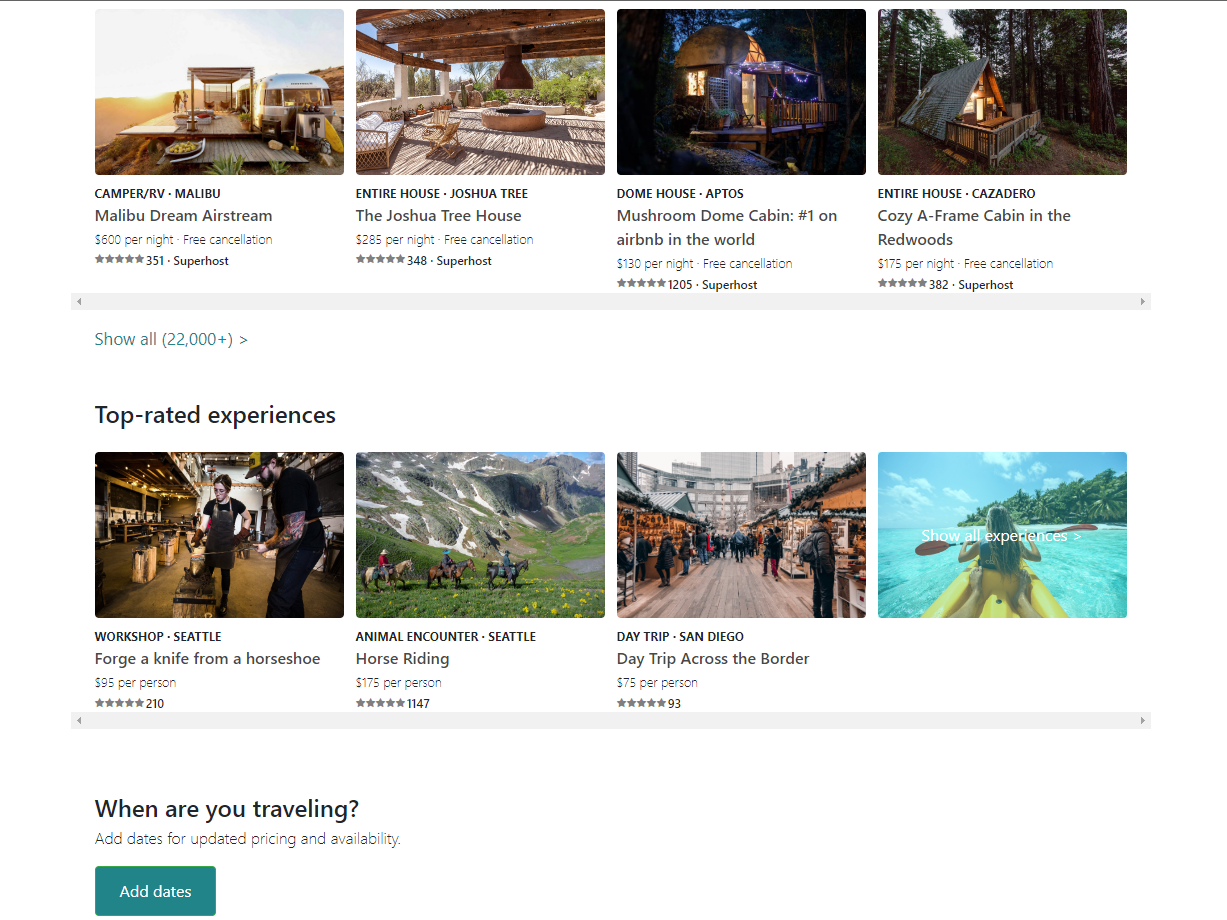 CAMPER/RV · MALIBU
Malibu Dream Airstream
$600 per night · Free cancellation
★★★★★ 351 · Superhost
ENTIRE HOUSE · JOSHUA TREE
The Joshua Tree House
$285 per night · Free cancellation
★★★★★ 348 · Superhost
DOME HOUSE · APTOS
Mushroom Dome Cabin: #1 on
airbnb in the world
$130 per night · Free cancellation
★★★★★ 1205 · Superhost
ENTIRE HOUSE · CAZADERO
Cozy A-Frame Cabin in the
Redwoods
$175 per night · Free cancellation
★★★★★ 382 · Superhost
Show all (22,000+) >
Top-rated experiences
WORKSHOP · SEATTLE
Forge a knife from a horseshoe
$95 per person
★★★★★ 210
ANIMAL ENCOUNTER · SEATTLE
Horse Riding
$175 per person
★★★★★ 1147
DAY TRIP · SAN DIEGO
Day Trip Across the Border
$75 per person
★★★★★ 93
Show all experiences >
When are you traveling?
Add dates for updated pricing and availability.
Add dates